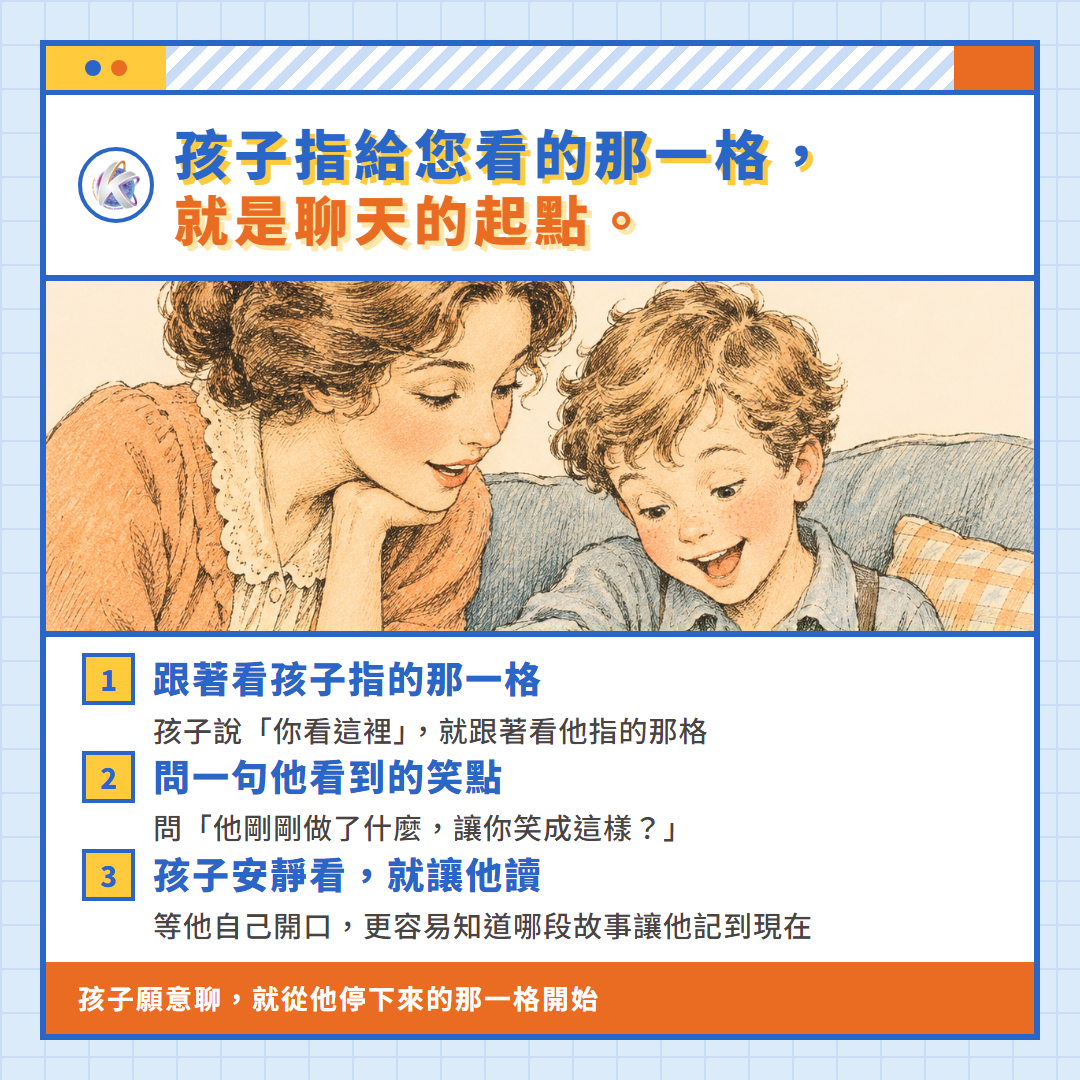 孩子指給您看的那一格，
就是聊天的起點。
1 跟著看孩子指的那一格
孩子說「你看這裡」，就跟著看他指的那格
2 問一句他看到的笑點
問「他剛剛做了什麼，讓你笑成這樣？」
3 孩子安靜看，就讓他讀
等他自己開口，更容易知道哪段故事讓他記到現在
孩子願意聊，就從他停下來的那一格開始